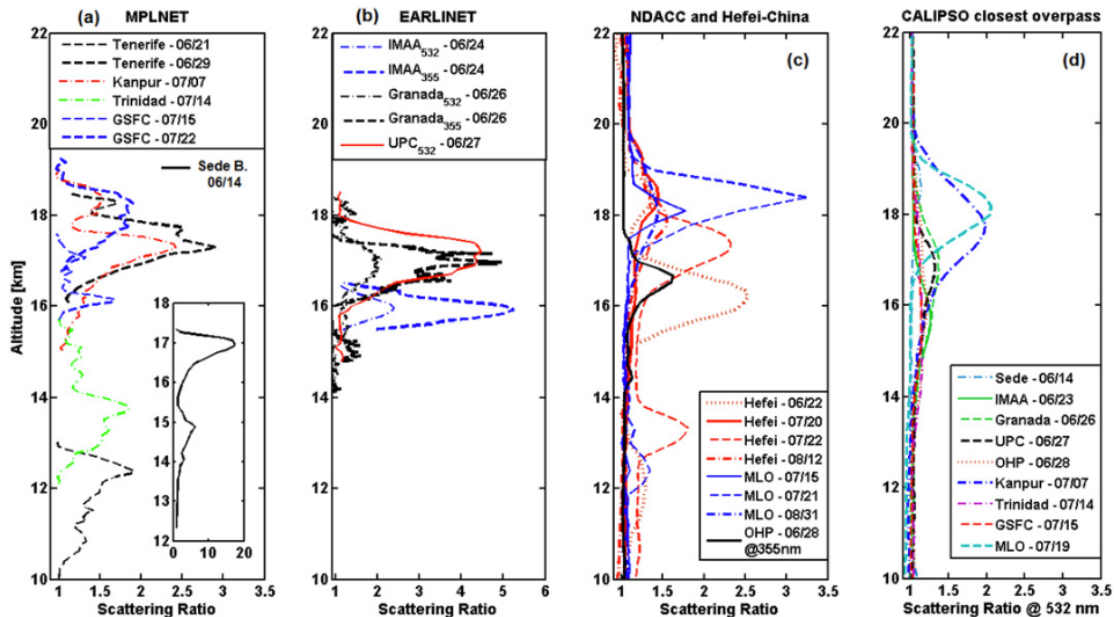 (a) MPLNET
Tenerife - 06/21
Tenerife - 06/29
Kanpur - 07/07
Trinidad - 07/14
GSFC - 07/15
GSFC - 07/22
Sede B.
06/14
22
20
18
16
14
12
10
Altitude [km]
18
17
16
15
14
13
12
0 10 20
1 1.5 2 2.5 3 3.5
Scattering Ratio
(b) EARLINET
IMAA532 - 06/24
IMAA355 - 06/24
Granada532 - 06/26
Granada355 - 06/26
UPC532 - 06/27
22
20
18
16
14
12
10
1 2 3 4 5 6
Scattering Ratio
NDACC and Hefei-China
(c)
22
20
18
16
14
12
10
Hefei - 06/22
Hefei - 07/20
Hefei - 07/22
Hefei - 08/12
MLO - 07/15
MLO - 07/21
MLO - 08/31
OHP - 06/28
@355nm
1 1.5 2 2.5 3 3.5
Scattering Ratio
CALIPSO closest overpass
(d)
22
20
18
16
14
12
10
Sede - 06/14
IMAA - 06/23
Granada - 06/26
UPC - 06/27
OHP - 06/28
Kanpur - 07/07
Trinidad - 07/14
GSFC - 07/15
MLO - 07/19
1 1.5 2 2.5 3 3.5
Scattering Ratio @ 532 nm